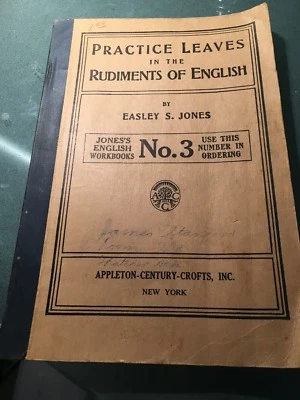 PRACTICE LEAVES
IN THE
RUDIMENTS OF ENGLISH
BY
EASLEY S. JONES
JONES'S
ENGLISH
WORKBOOKS
No. 3
USE THIS
NUMBER IN
ORDERING
James
APPLETON-CENTURY-CROFTS, INC.
NEW YORK